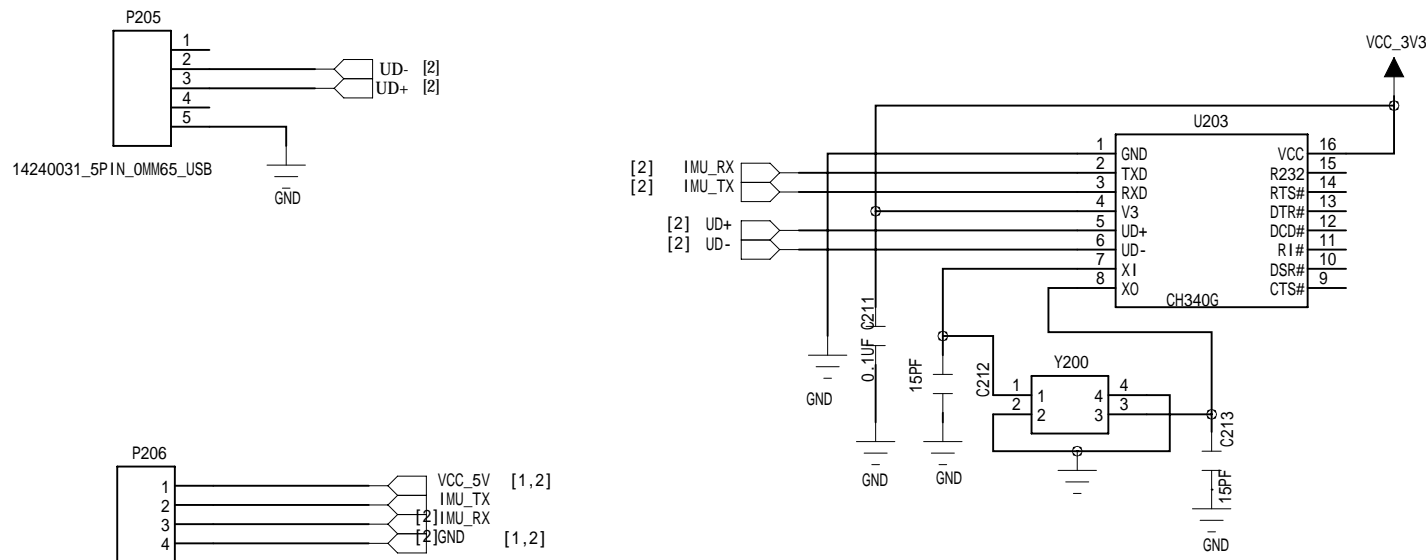 P205
1
2
3
4
5
UD- [2]
UD+ [2]
14240031_5PIN_0MM65_USB
GND
VCC_3V3
U203
1 GND VCC 16
2 TXD R232 15
3 RXD RTS# 14
4 V3 DTR# 13
5 UD+ DCD# 12
6 UD- RI# 11
7 XI DSR# 10
8 XO CTS# 9
CH340G
[2] IMU_RX
[2] IMU_TX
[2] UD+
[2] UD-
GND
0.1UF C211
GND
15PF
C212
GND
Y200
1 1 4 4
2 2 3 3
C213
15PF
GND
P206
1 VCC_5V [1,2]
2 IMU_TX
3 [2]IMU_RX
4 [2]GND [1,2]